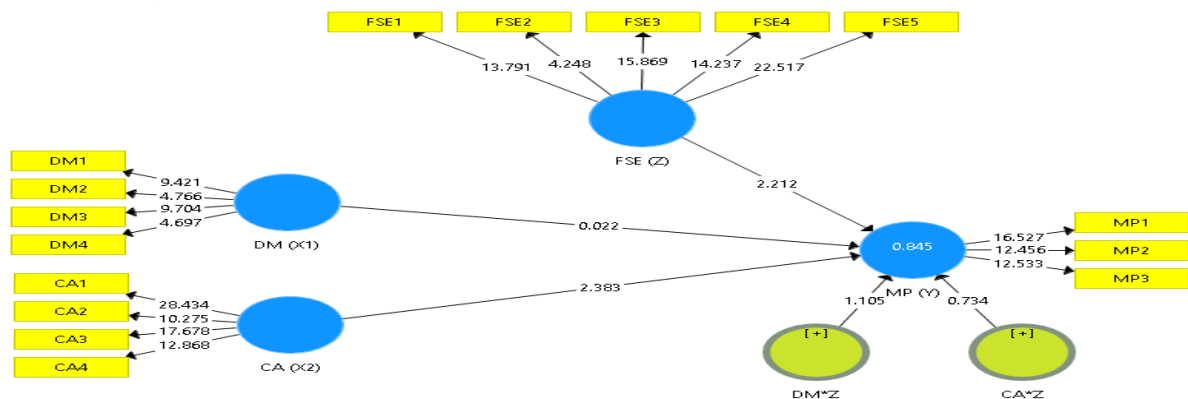 FSE1 FSE2 FSE3 FSE4 FSE5
13.791 4.248 15.869 14.237 22.517
FSE (Z)
2.212
DM1
DM2
DM3
DM4
9.421
4.766
9.704
4.697
DM (X1)
0.022
CA1
CA2
CA3
CA4
28.434
10.275
17.678
12.868
CA (X2)
2.383
0.845
MP (Y)
16.527
12.456
12.533
MP1
MP2
MP3
1.105 0.734
[+] [+]
DM*Z CA*Z